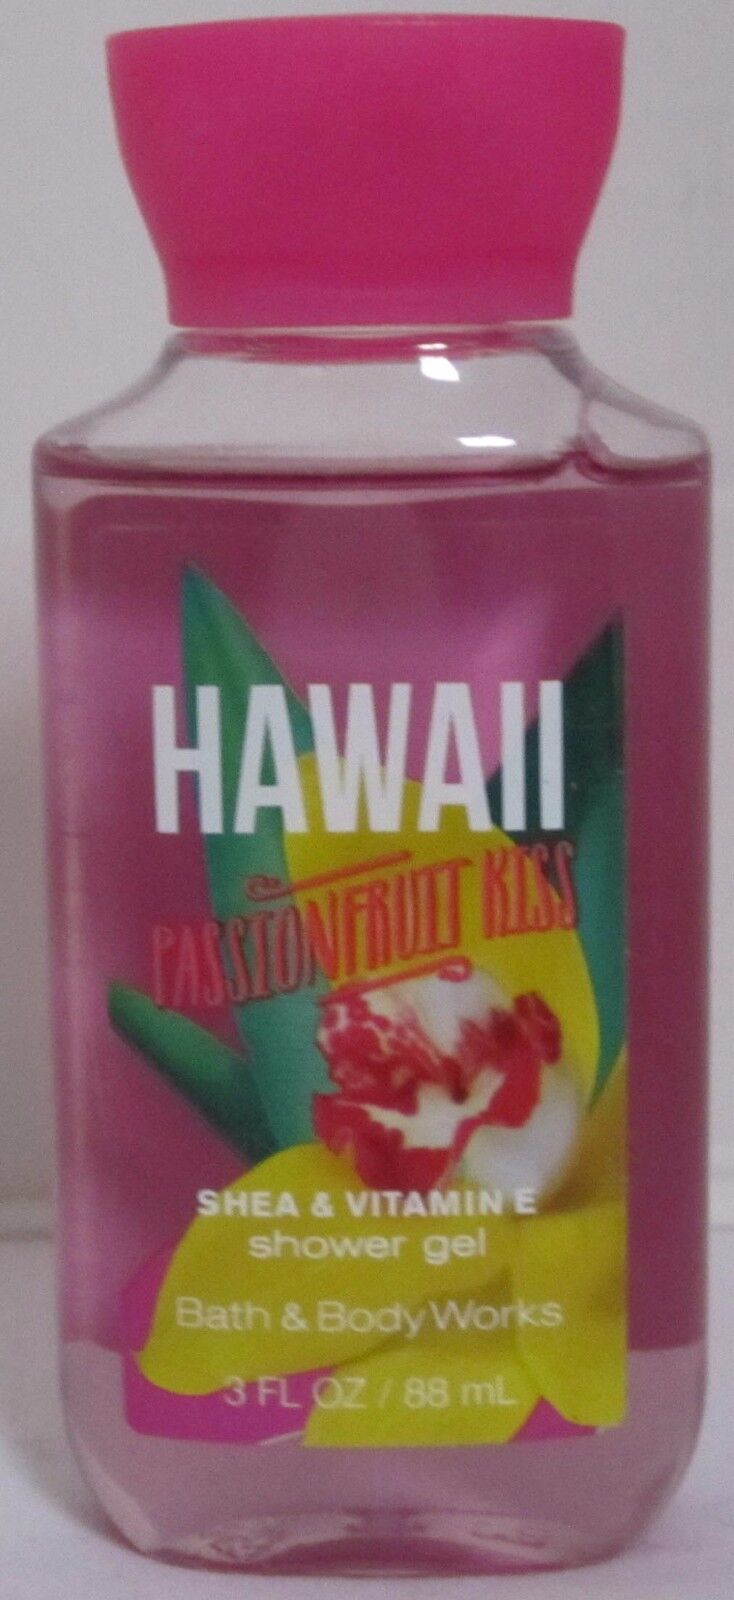 HAWAII
PASSIONFRUIT KISS
SHEA & VITAMIN E
shower gel
Bath & Body Works
3 FL OZ / 88 mL